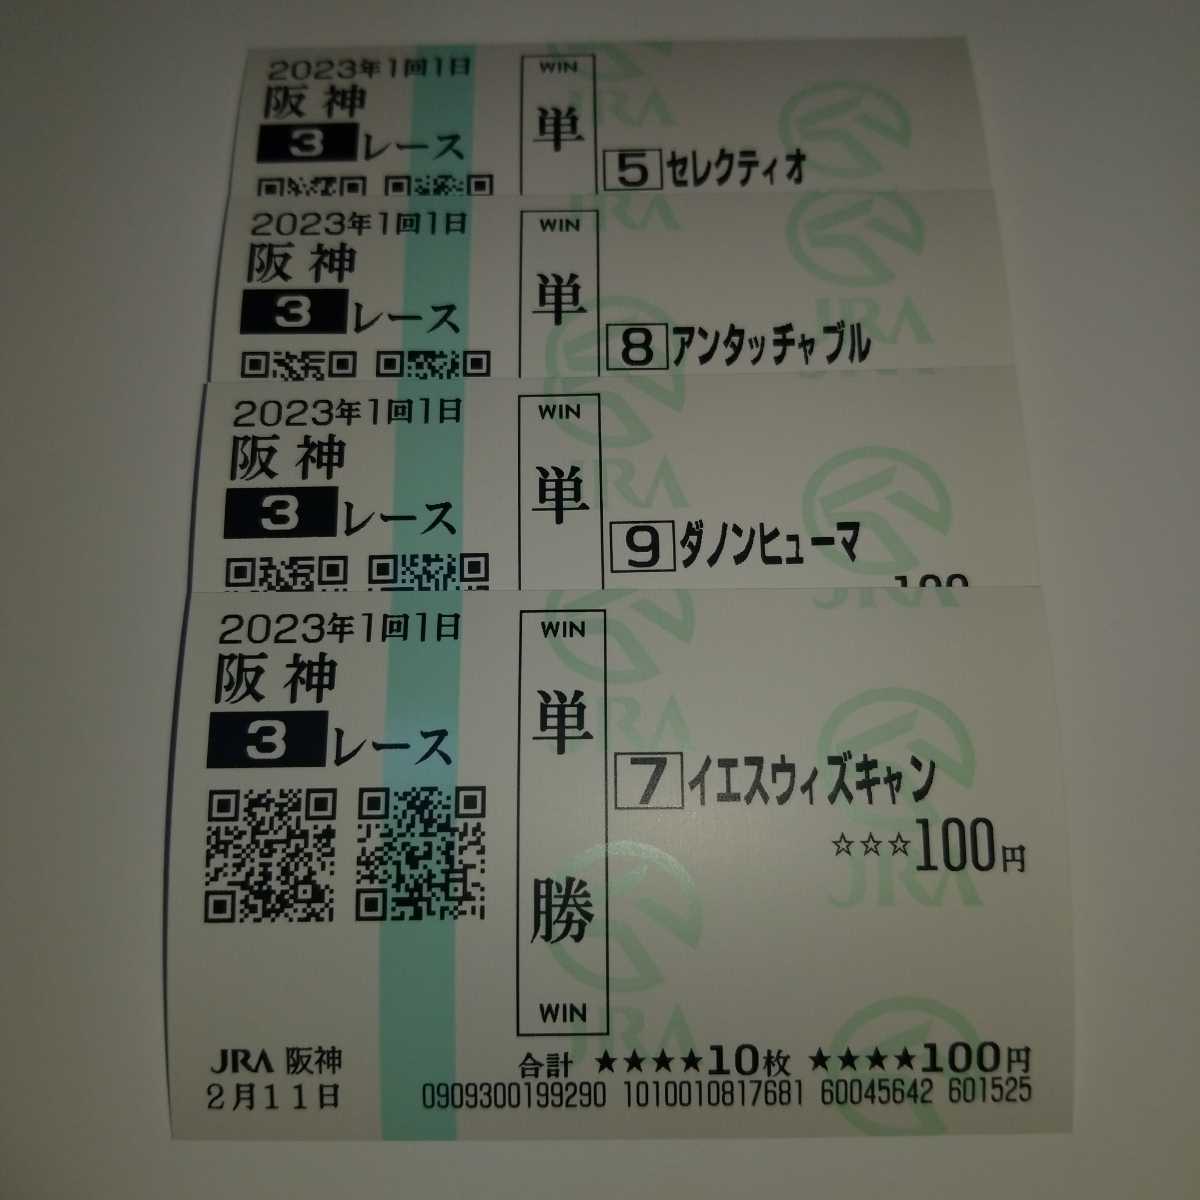 2023年1回1日
阪神
3レース
WIN
単
5セレクティオ
JRA
2023年1回1日
阪神
3レース
WIN
単
8アンタッチャブル
JRA
2023年1回1日
阪神
3レース
WIN
単
9ダノンヒューマ
JRA
2023年1回1日
阪神
3レース
WIN
単
勝
WIN
7イエスウィズキャン
☆☆☆100円
JRA
JRA 阪神
2月11日
合計 ★★★★10枚 ★★★★100円
0909300199290 1010010817681 60045642 601525